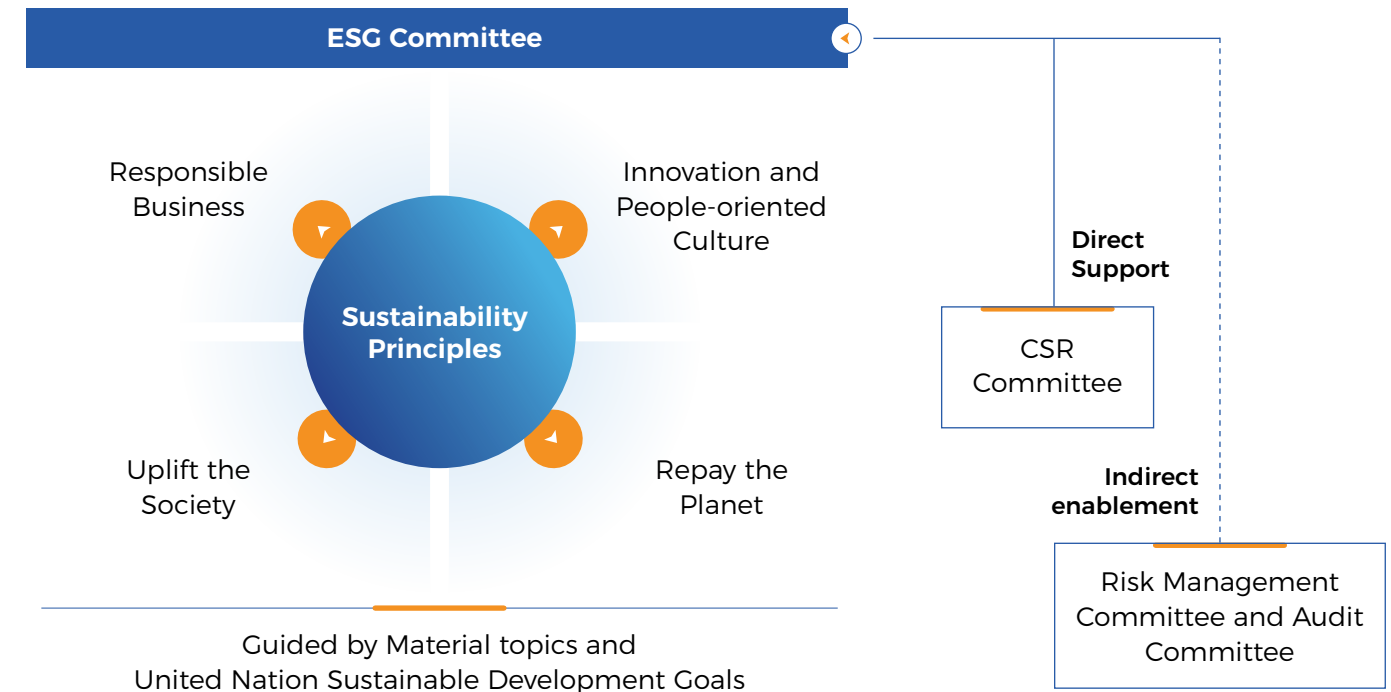 ESG Committee
Responsible
Business
Innovation and
People-oriented
Culture
Sustainability
Principles
Uplift the
Society
Repay the
Planet
Guided by Material topics and
United Nation Sustainable Development Goals
Direct
Support
CSR
Committee
Indirect
enablement
Risk Management
Committee and Audit
Committee